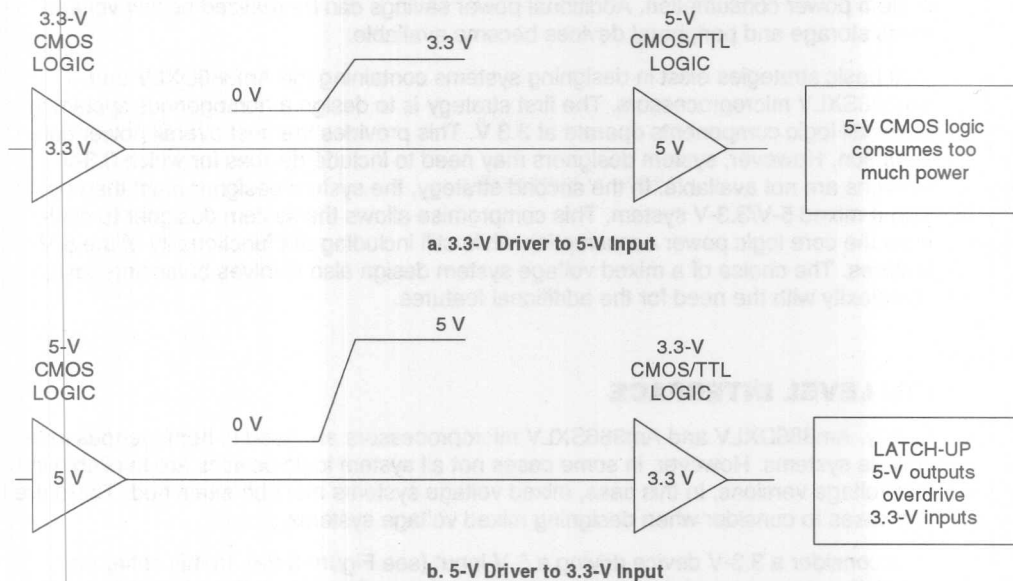 3.3-V
CMOS
LOGIC
3.3 V
0 V
3.3 V
5-V
CMOS/TTL
LOGIC
5 V
5-V CMOS logic
consumes too
much power
a. 3.3-V Driver to 5-V Input
5-V
CMOS
LOGIC
5 V
0 V
5 V
3.3-V
CMOS/TTL
LOGIC
3.3 V
LATCH-UP
5-V outputs
overdrive
3.3-V inputs
b. 5-V Driver to 3.3-V Input